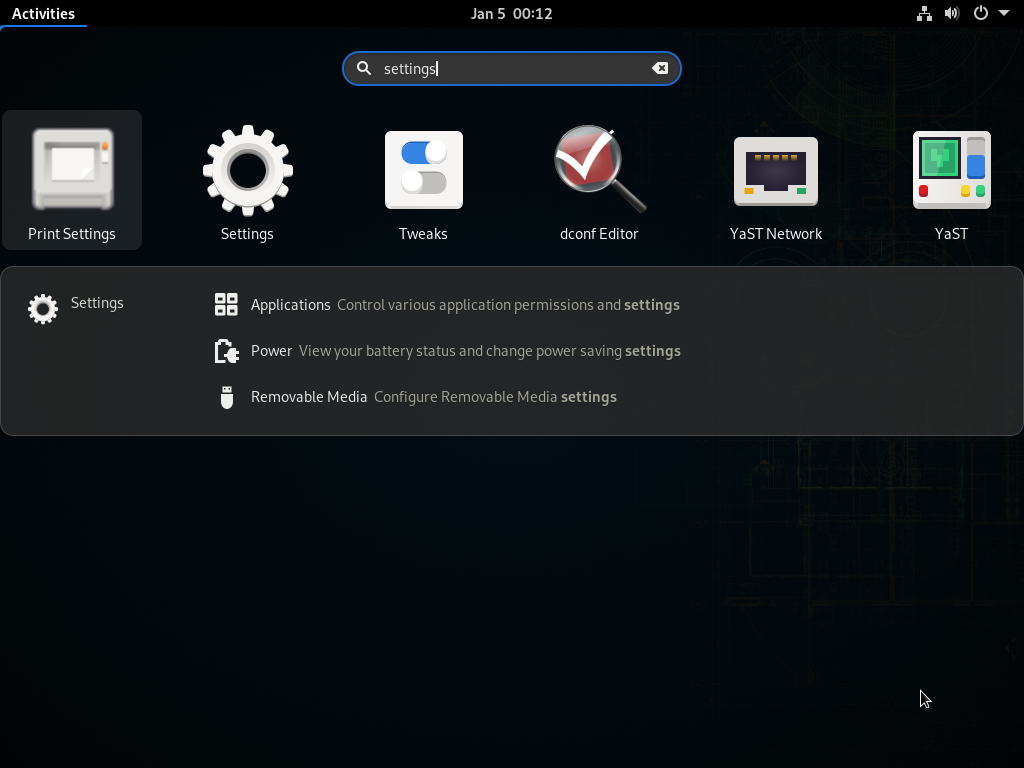 Activities
Jan 5 00:12
settings
Print Settings
Settings
Tweaks
dconf Editor
YaST Network
YaST
Settings
Applications Control various application permissions and settings
Power View your battery status and change power saving settings
Removable Media Configure Removable Media settings